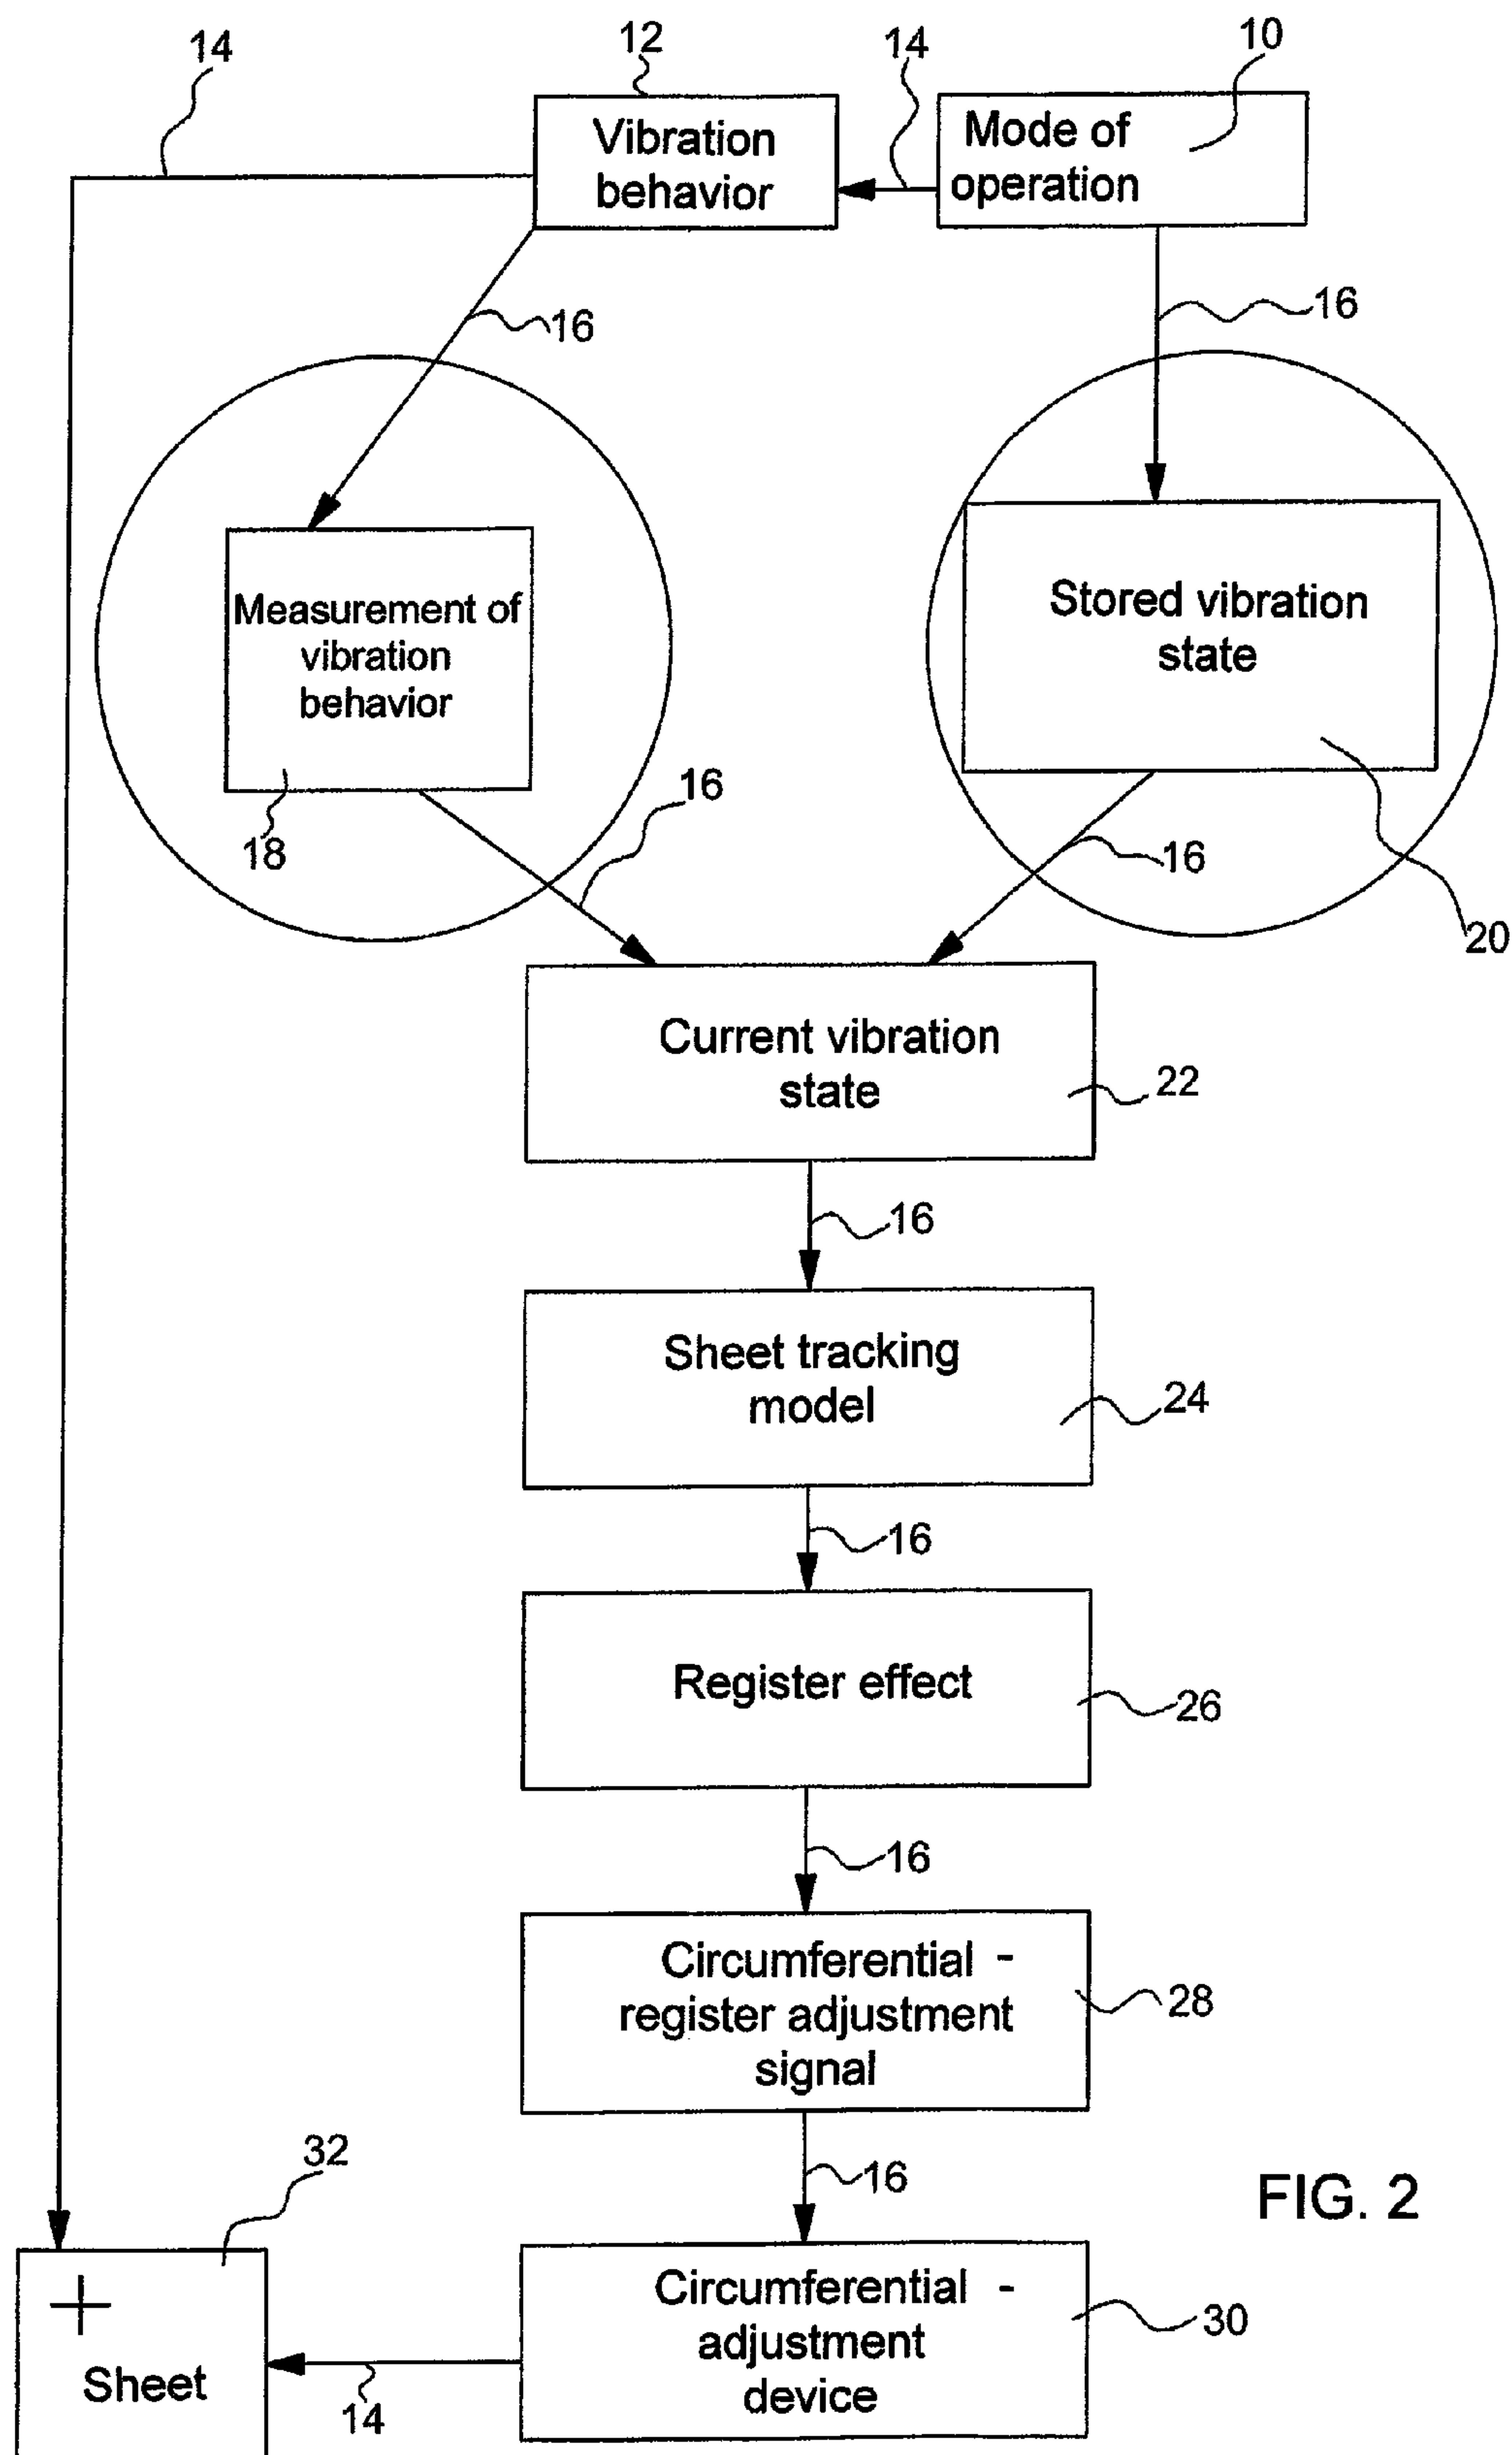 14
12
14
10
Vibration
behavior
Mode of
operation
16
16
Measurement of
vibration
behavior
18
Stored vibration
state
20
16
16
Current vibration
state
22
16
Sheet tracking
model
24
16
Register effect
26
16
Circumferential -
register adjustment
signal
28
16
32
FIG. 2
Circumferential -
adjustment
device
30
+
Sheet
14